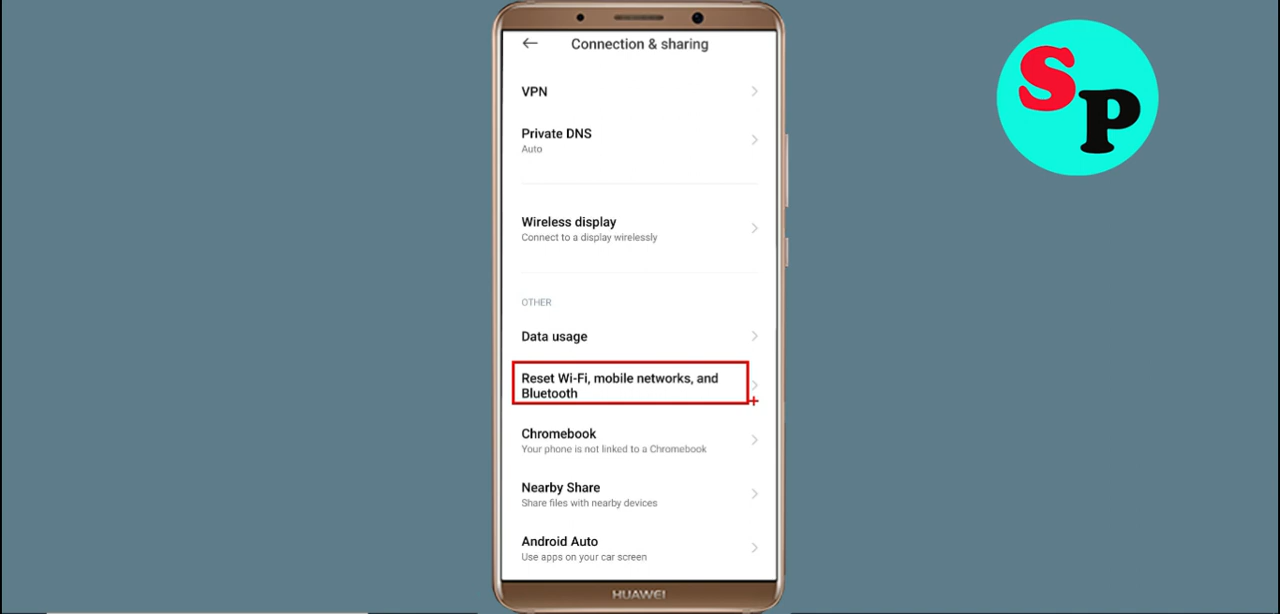 Connection & sharing
VPN
Private DNS
Auto
Wireless display
Connect to a display wirelessly
OTHER
Data usage
Reset Wi-Fi, mobile networks, and
Bluetooth
Chromebook
Your phone is not linked to a Chromebook
Nearby Share
Share files with nearby devices
Android Auto
Use apps on your car screen
HUAWEI
SP